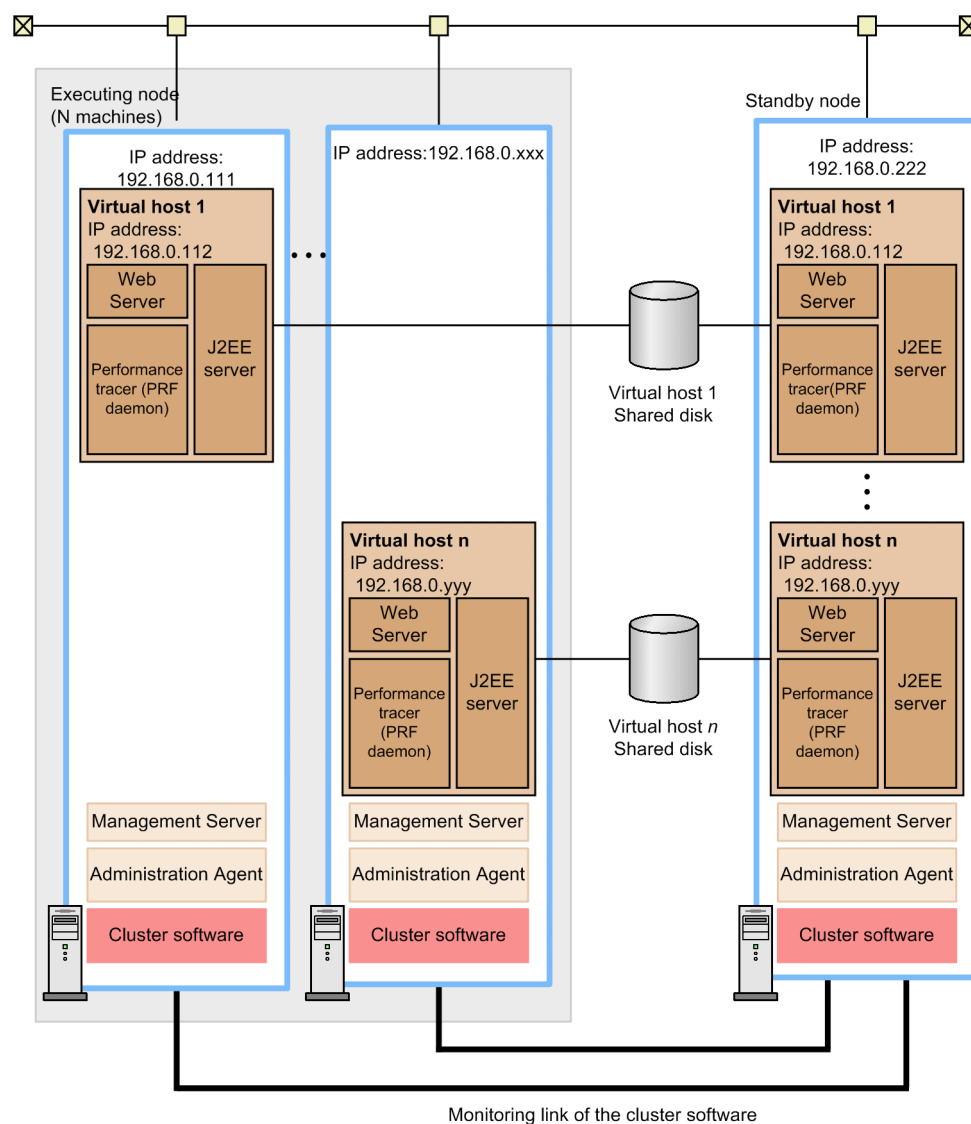 Executing node
(N machines)
Standby node
IP address:
192.168.0.111
Virtual host 1
IP address:
192.168.0.112
Web
Server
Performance
tracer (PRF
daemon)
J2EE
server
...
IP address:192.168.0.xxx
Virtual host n
IP address:
192.168.0.yyy
Web
Server
Performance
tracer
(PRF
daemon)
J2EE
server
Virtual host 1
Shared disk
Virtual host n
Shared disk
IP address:
192.168.0.222
Virtual host 1
IP address:
192.168.0.112
Web
Server
Performance
tracer(PRF
daemon)
J2EE
server
Virtual host n
IP address:
192.168.0.yyy
Web
Server
Performance
tracer
(PRF
daemon)
J2EE
server
Management Server
Administration Agent
Cluster software
Management Server
Administration Agent
Cluster software
Management Server
Administration Agent
Cluster software
Monitoring link of the cluster software